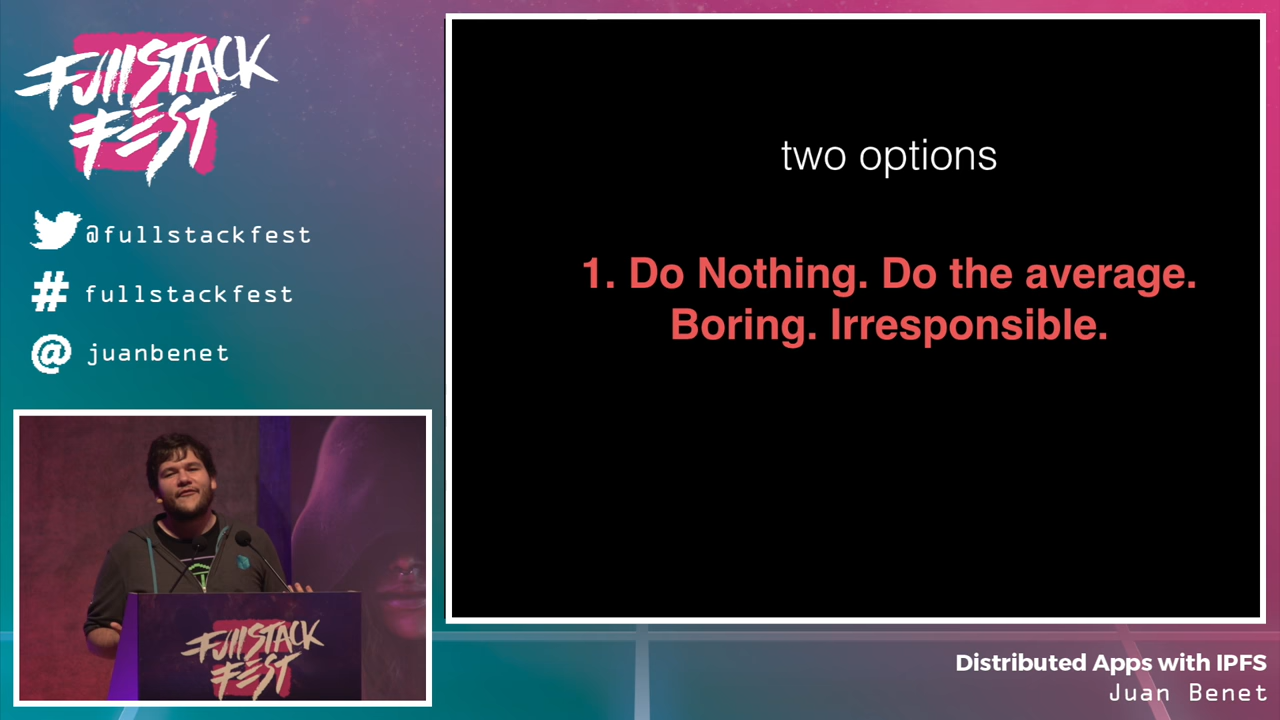 FullStack
Fest
@fullstackfest
# fullstackfest
@ juanbenet
two options
1. Do Nothing. Do the average.
Boring. Irresponsible.
FullStack
Fest
Distributed Apps with IPFS
Juan Benet